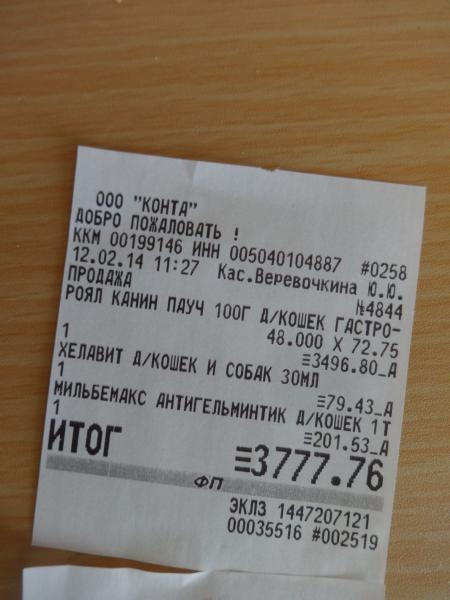 ООО "КОНТА"
ДОБРО ПОЖАЛОВАТЬ !
ККМ 00199146 ИНН 005040104887 #0258
12.02.14 11:27 Кас.Веревочкина Ю.Ю.
ПРОДАЖА №4844
РОЯЛ КАНИН ПАУЧ 100Г Д/КОШЕК ГАСТРО-
48.000 X 72.75
1 ≡3496.80_А
ХЕЛАВИТ Д/КОШЕК И СОБАК 30МЛ
1 ≡79.43_А
МИЛЬБЕМАКС АНТИГЕЛЬМИНТИК Д/КОШЕК 1Т
1 ≡201.53_А
ИТОГ ≡3777.76
ФП
ЭКЛЗ 1447207121
00035516 #002519